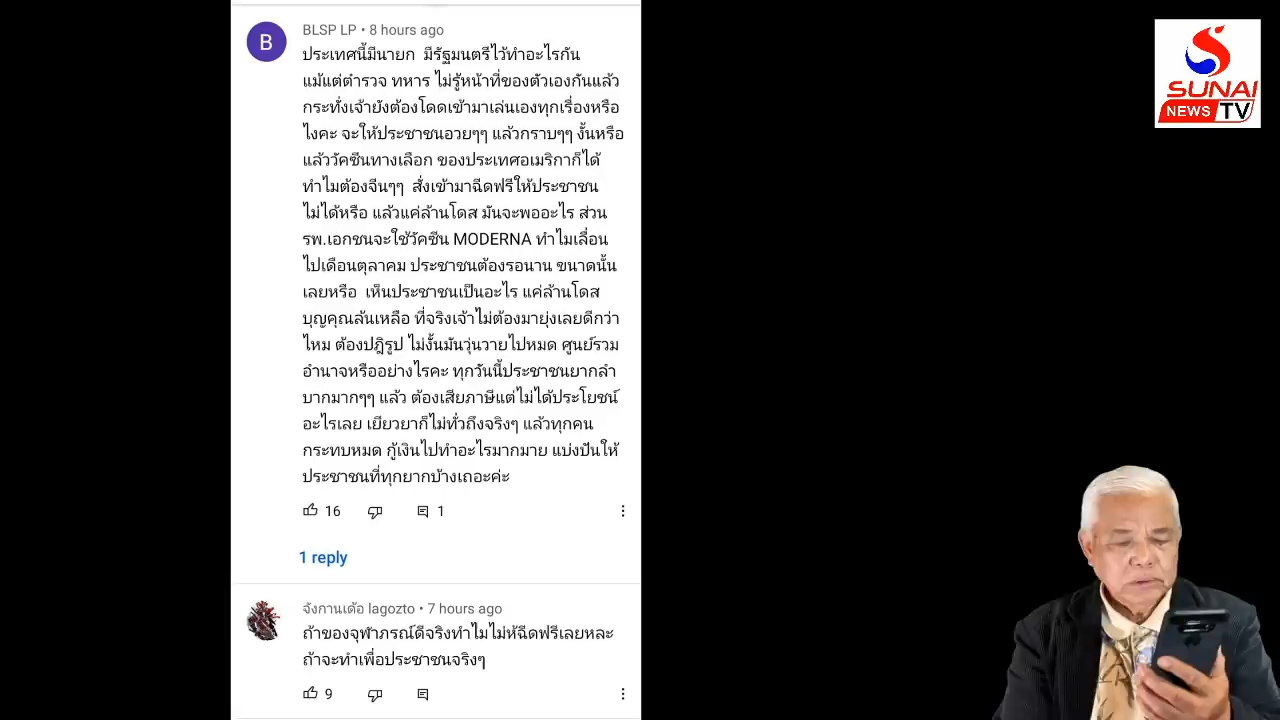 B
BLSP LP • 8 hours ago
ประเทศนี้มีนายก มีรัฐมนตรีไว้ทำอะไรกัน
แม้แต่ตำรวจ ทหาร ไม่รู้หน้าที่ของตัวเองกันแล้ว
กระทั่งเจ้ายังต้องโดดเข้ามาเล่นเองทุกเรื่องหรือ
ไงคะ จะให้ประชาชนอวยๆๆ แล้วกราบๆๆ งั้นหรือ
แล้ววัคซีนทางเลือก ของประเทศอเมริกาก็ได้
ทำไมต้องจีนๆๆ สั่งเข้ามาฉีดฟรีให้ประชาชน
ไม่ได้หรือ แล้วแค่ล้านโดส มันจะพออะไร ส่วน
รพ.เอกชนจะใช้วัคซีน MODERNA ทำไมเลื่อน
ไปเดือนตุลาคม ประชาชนต้องรอนาน ขนาดนั้น
เลยหรือ เห็นประชาชนเป็นอะไร แค่ล้านโดส
บุญคุณล้นเหลือ ที่จริงเจ้าไม่ต้องมายุ่งเลยดีกว่า
ไหม ต้องปฎิรูป ไม่งั้นมันวุ่นวายไปหมด ศูนย์รวม
อำนาจหรืออย่างไรคะ ทุกวันนี้ประชาชนยากลำ
บากมากๆๆ แล้ว ต้องเสียภาษีแต่ไม่ได้ประโยชน์
อะไรเลย เยียวยาก็ไม่ทั่วถึงจริงๆ แล้วทุกคน
กระทบหมด กู้เงินไปทำอะไรมากมาย แบ่งปันให้
ประชาชนที่ทุกยากบ้างเถอะค่ะ
16 1
1 reply
จังกานเด้อ lagozto • 7 hours ago
ถ้าของจุฬาภรณ์ดีจริงทำไมไม่ห้ฉีดฟรีเลยหละ
ถ้าจะทำเพื่อประชาชนจริงๆ
9
SUNAI
NEWS TV